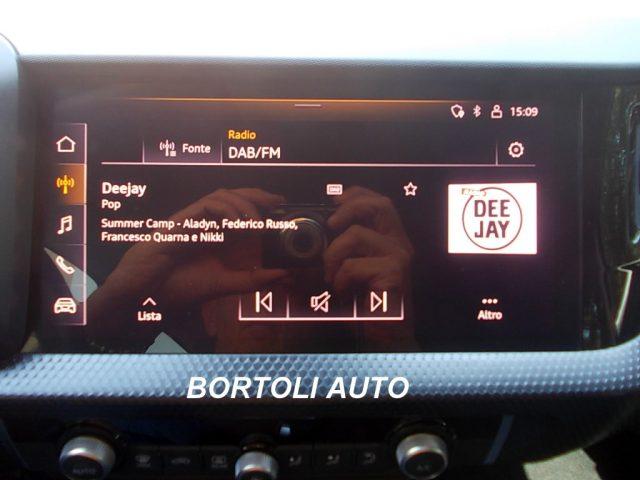 15:09
Fonte
Radio
DAB/FM
Deejay
Pop
Summer Camp - Aladyn, Federico Russo,
Francesco Quarna e Nikki
DEE
JAY
Lista
Altro
BORTOLI AUTO
AUTO